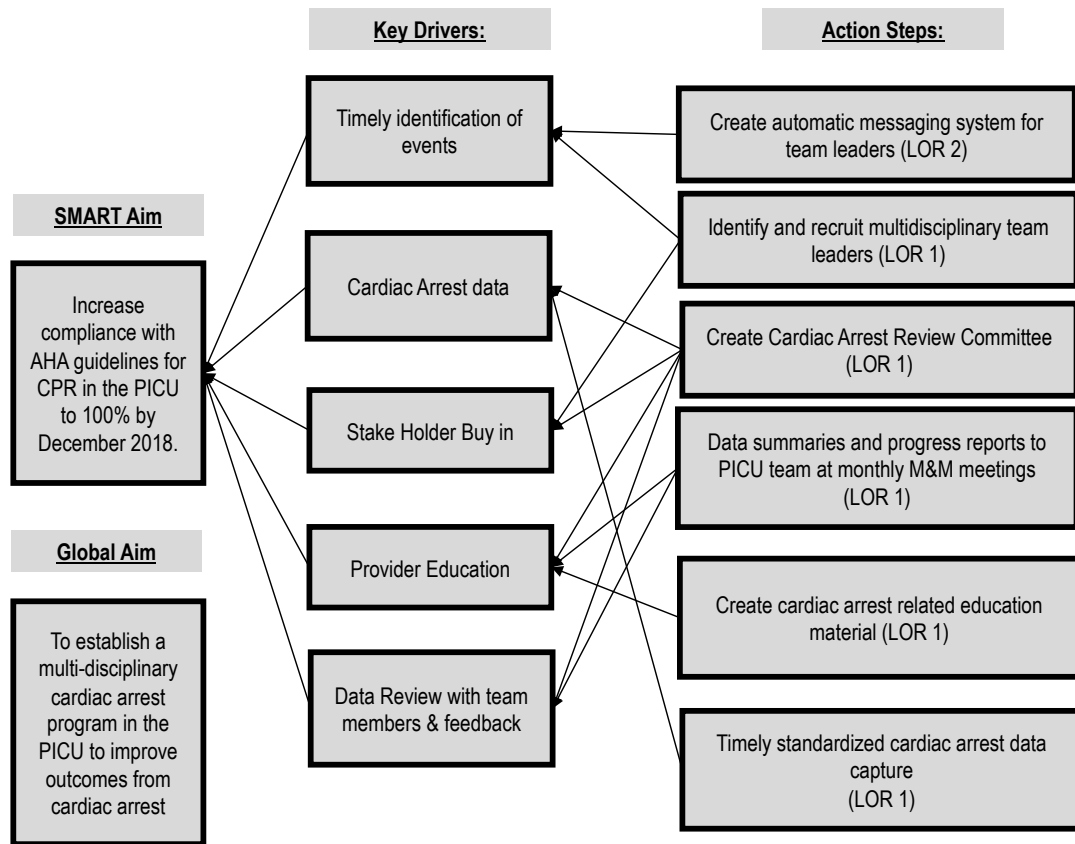 Key Drivers:
Action Steps:
Timely identification of
events
Create automatic messaging system for
team leaders (LOR 2)
SMART Aim
Identify and recruit multidisciplinary team
leaders (LOR 1)
Increase
compliance with
AHA guidelines for
CPR in the PICU
to 100% by
December 2018.
Cardiac Arrest data
Create Cardiac Arrest Review Committee
(LOR 1)
Stake Holder Buy in
Data summaries and progress reports to
PICU team at monthly M&M meetings
(LOR 1)
Global Aim
Provider Education
Create cardiac arrest related education
material (LOR 1)
To establish a
multi-disciplinary
cardiac arrest
program in the
PICU to improve
outcomes from
cardiac arrest
Data Review with team
members & feedback
Timely standardized cardiac arrest data
capture
(LOR 1)